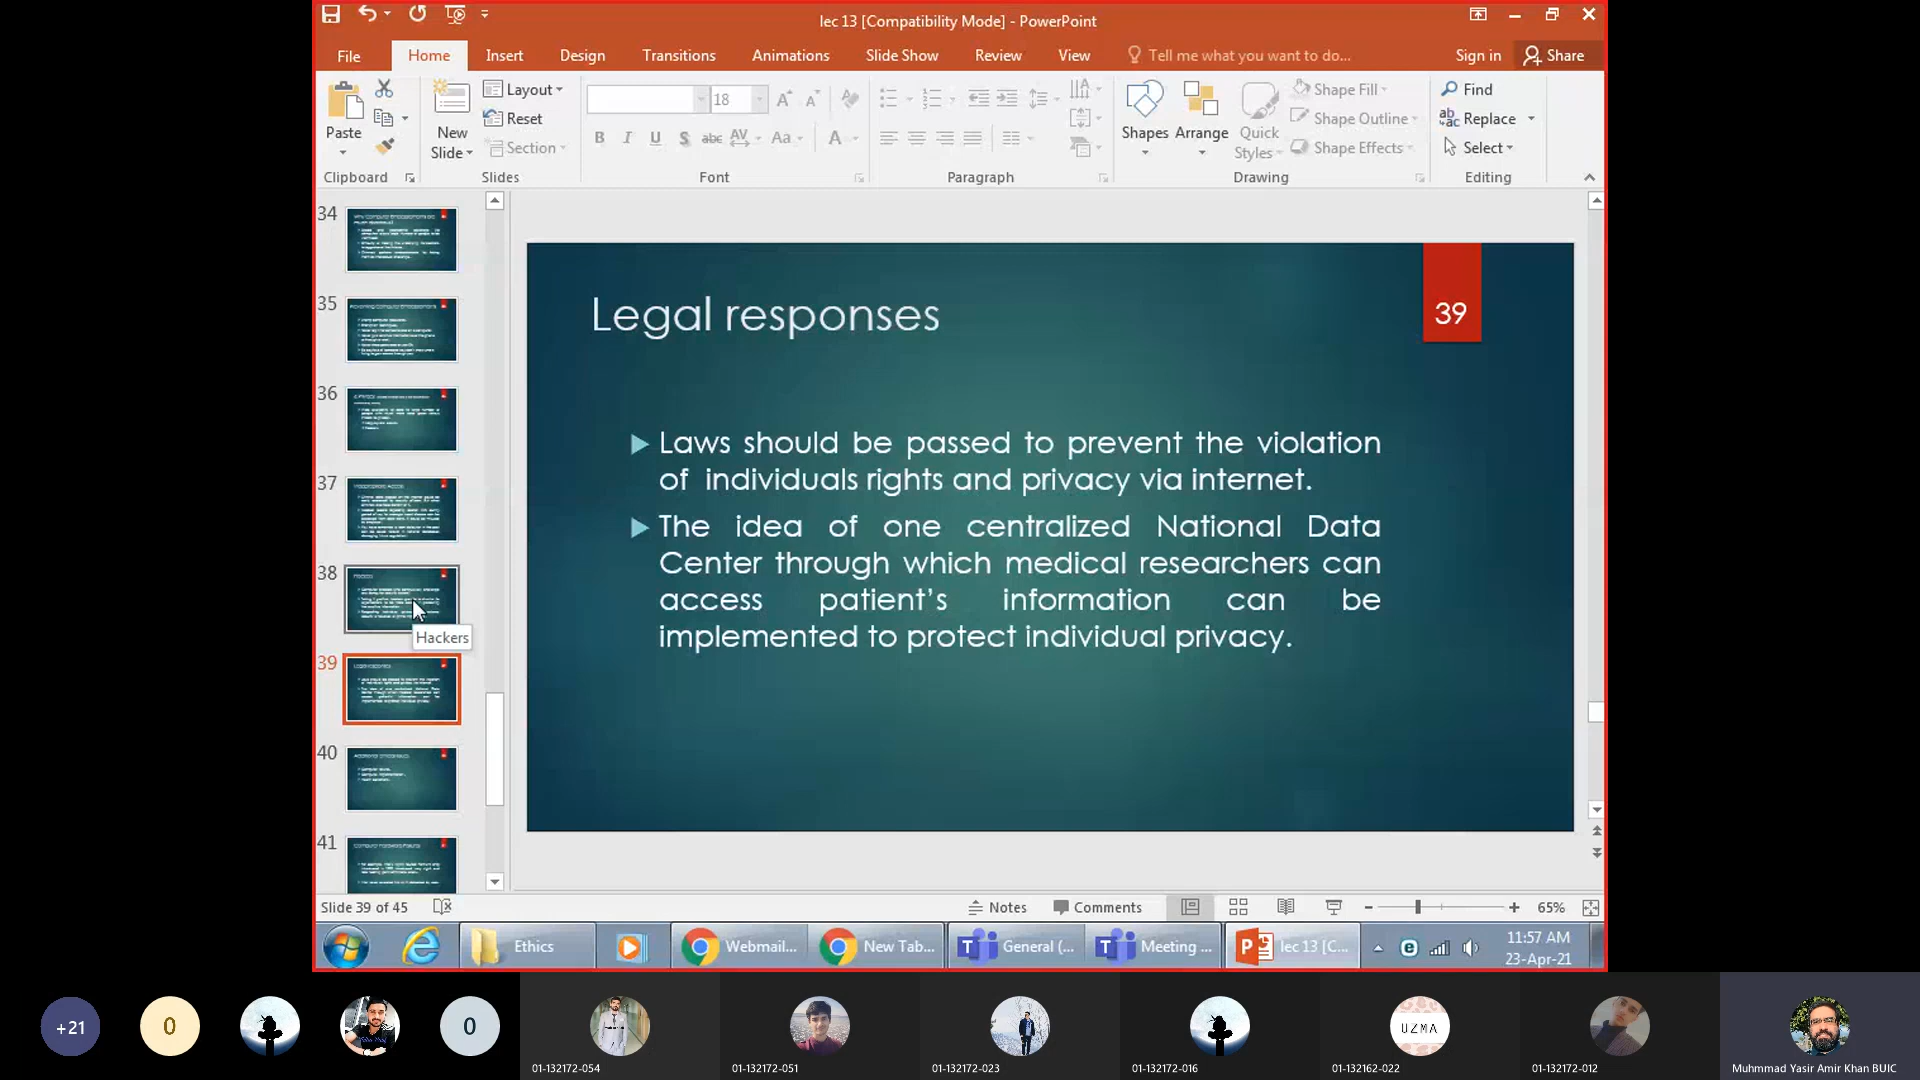 lec 13 [Compatibility Mode] - PowerPoint
File Home Insert Design Transitions Animations Slide Show Review View Tell me what you want to do... Sign in Share
Paste
Clipboard
New
Slide
Layout
Reset
Section
Slides
18
B I U S abc AV Aa A
Font
Paragraph
Shapes Arrange Quick
Styles
Shape Fill
Shape Outline
Shape Effects
Drawing
Find
Replace
Select
Editing
34
35
36
37
38
Hackers
39
40
41
Legal responses
39
Laws should be passed to prevent the violation
of individuals rights and privacy via internet.
The idea of one centralized National Data
Center through which medical researchers can
access patient's information can be
implemented to protect individual privacy.
Slide 39 of 45 Notes Comments 65%
Ethics Webmail... New Tab... General (... Meeting ... lec 13 [C...
11:57 AM
23-Apr-21
+21 0 0 UZMA
01-132172-054 01-132172-051 01-132172-023 01-132172-016 01-132162-022 01-132172-012 Muhmmad Yasir Amir Khan BUIC